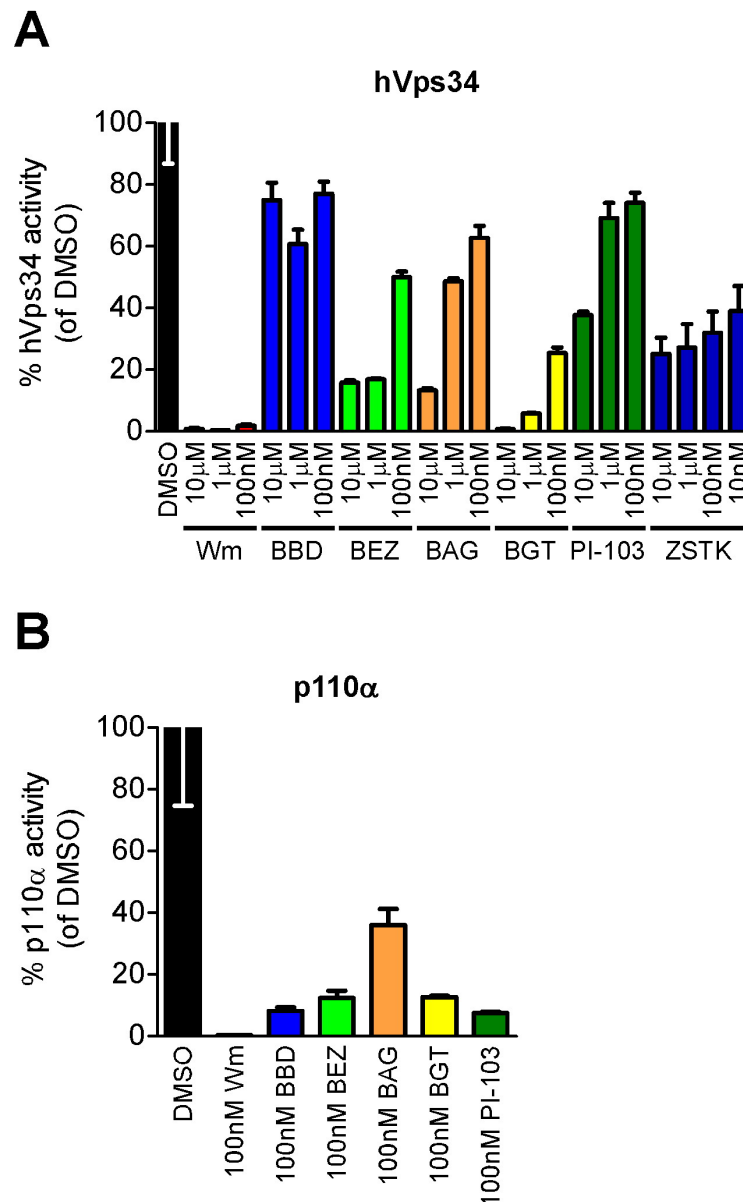 A
hVps34
% hVps34 activity
(of DMSO)
100
80
60
40
20
0
DMSO
10μM
1μM
100nM
10μM
1μM
100nM
10μM
1μM
100nM
10μM
1μM
100nM
10μM
1μM
100nM
10μM
1μM
100nM
10μM
1μM
100nM
10nM
Wm BBD BEZ BAG BGT PI-103 ZSTK
B
p110α
% p110α activity
(of DMSO)
100
80
60
40
20
0
DMSO
100nM Wm
100nM BBD
100nM BEZ
100nM BAG
100nM BGT
100nM PI-103